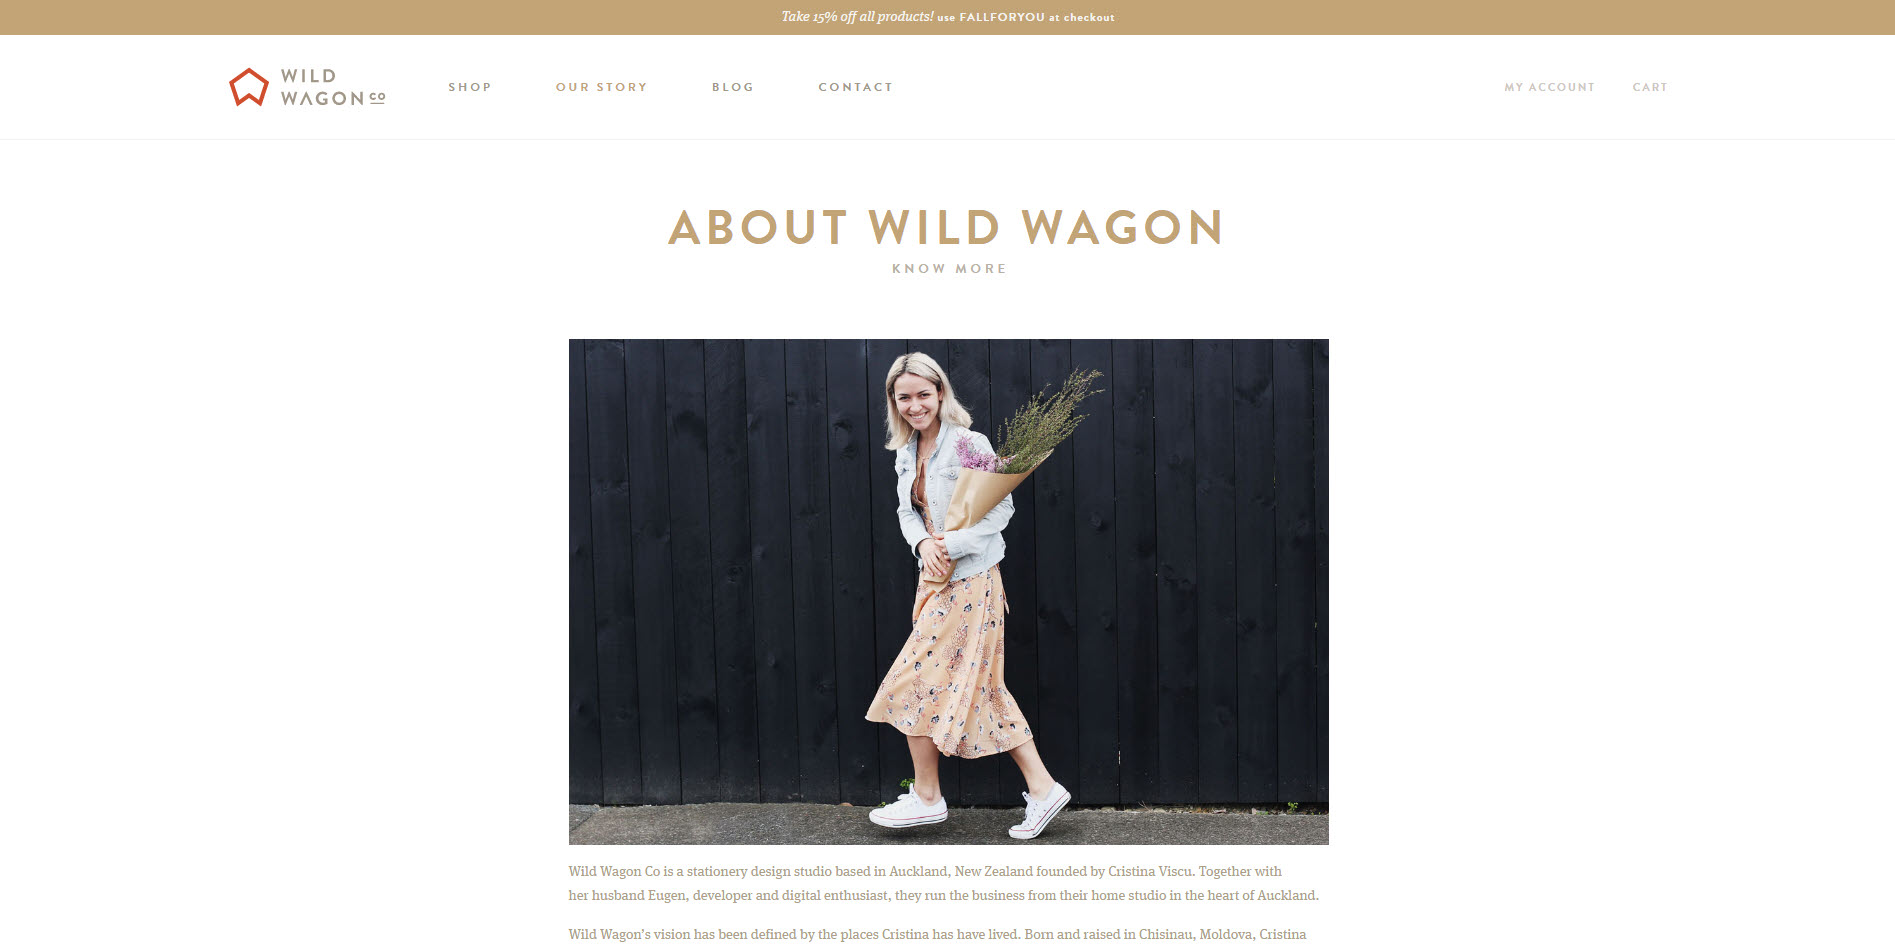 Take 15% off all products! use FALLFORYOU at checkout
WILD
WAGON CO
SHOP
OUR STORY
BLOG
CONTACT
MY ACCOUNT
CART
ABOUT WILD WAGON
KNOW MORE
Wild Wagon Co is a stationery design studio based in Auckland, New Zealand founded by Cristina Viscu. Together with
her husband Eugen, developer and digital enthusiast, they run the business from their home studio in the heart of Auckland.
Wild Wagon's vision has been defined by the places Cristina has have lived. Born and raised in Chisinau, Moldova, Cristina